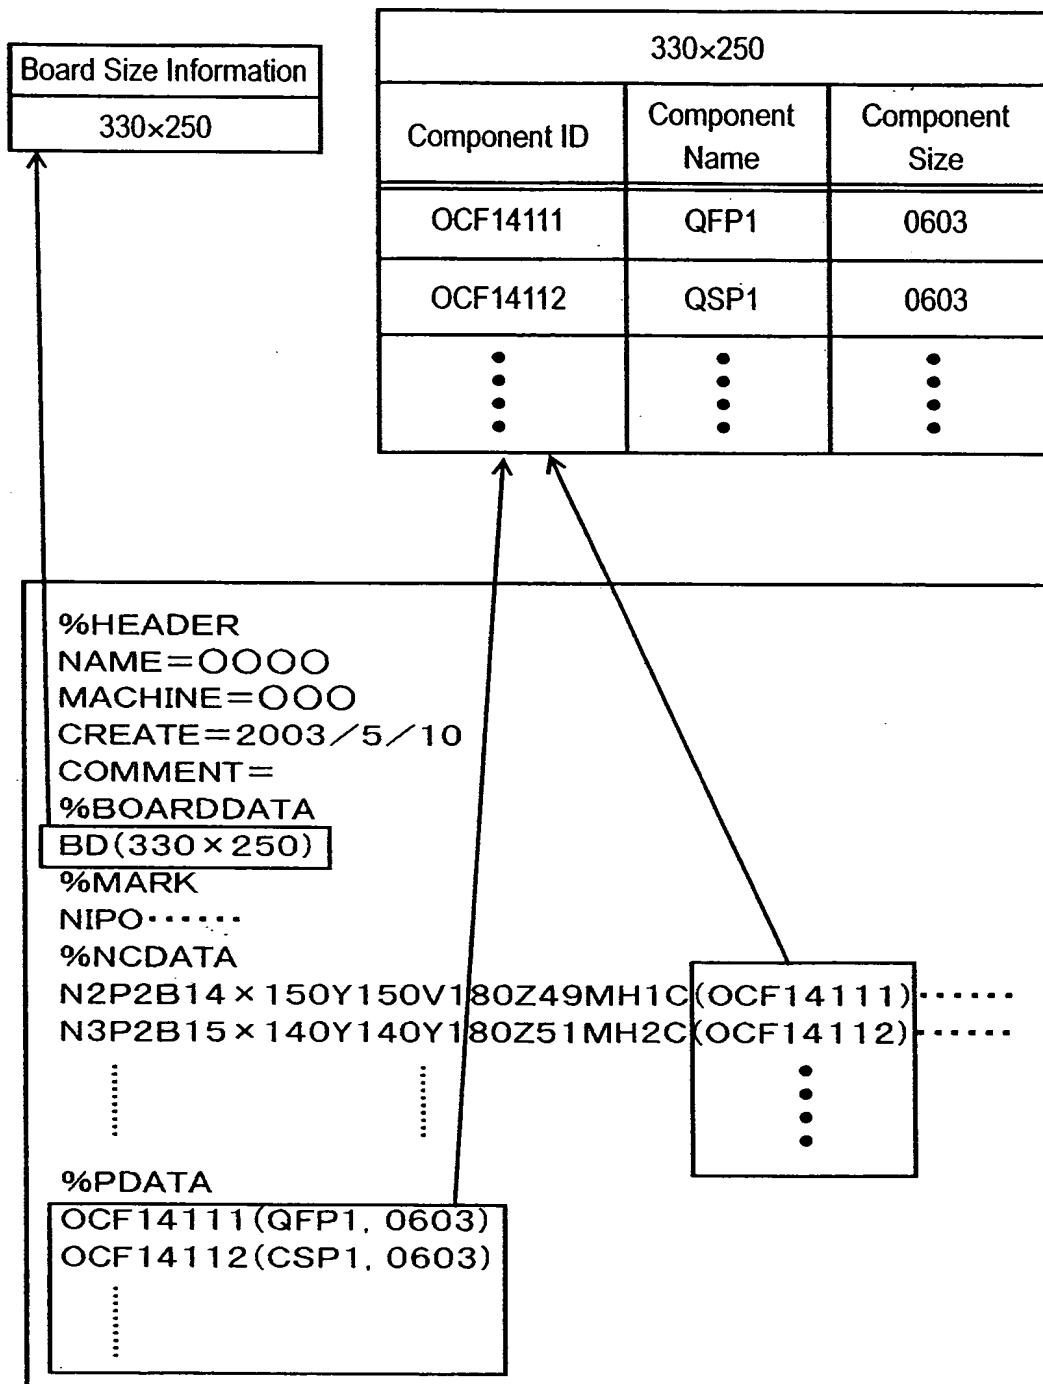 Board Size Information
330×250
330×250
Component ID
Component Name
Component Size
OCF14111 QFP1 0603
OCF14112 QSP1 0603
%HEADER
NAME=○○○○
MACHINE=○○○
CREATE=2003/5/10
COMMENT=
%BOARDDATA
BD(330×250)
%MARK
NIPO······
%NCDATA
N2P2B14×150Y150V180Z49MH1C(OCF14111)······
N3P2B15×140Y140Y180Z51MH2C(OCF14112)······
%PDATA
OCF14111(QFP1, 0603)
OCF14112(CSP1, 0603)